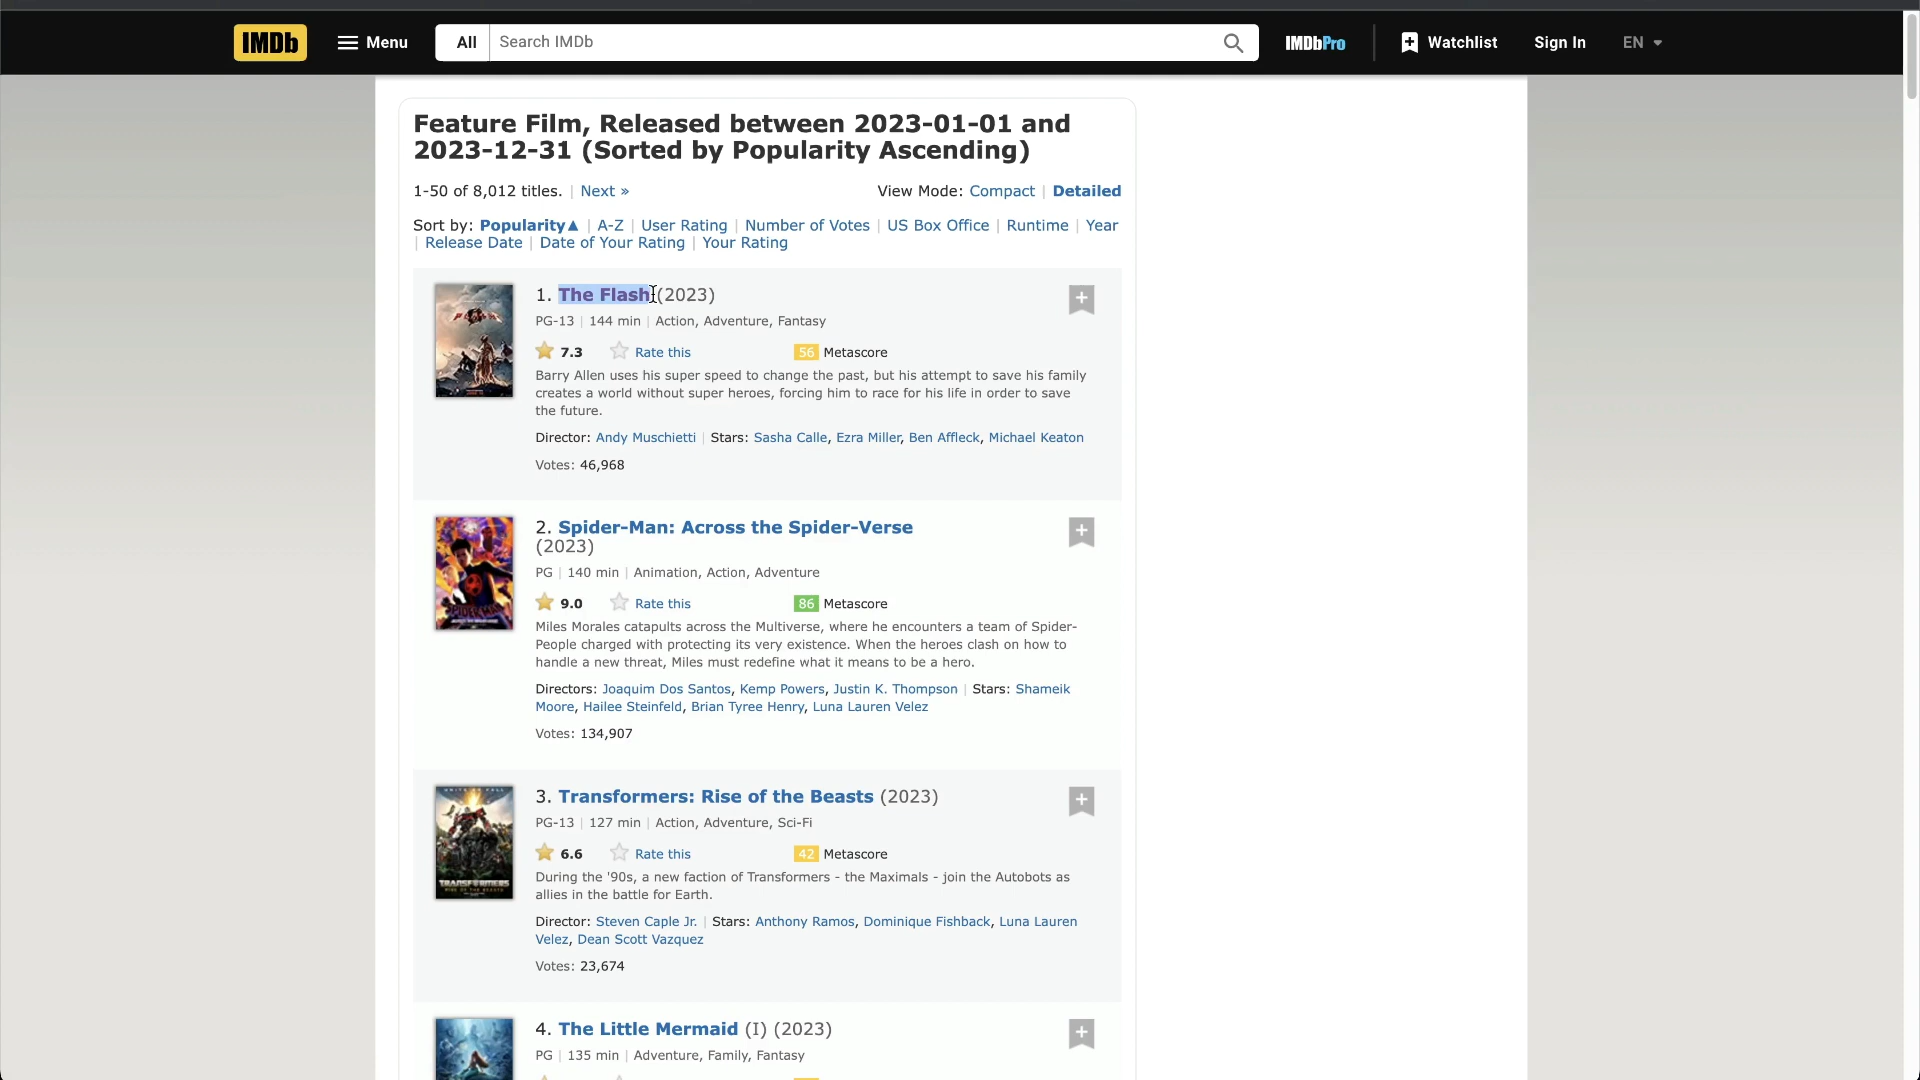 IMDb Menu All Search IMDb IMDbPro Watchlist Sign In EN
Feature Film, Released between 2023-01-01 and
2023-12-31 (Sorted by Popularity Ascending)
1-50 of 8,012 titles. | Next » View Mode: Compact | Detailed
Sort by: Popularity▲ | A-Z | User Rating | Number of Votes | US Box Office | Runtime | Year
| Release Date | Date of Your Rating | Your Rating
1. The Flash (2023)
PG-13 | 144 min | Action, Adventure, Fantasy
7.3 Rate this 56 Metascore
Barry Allen uses his super speed to change the past, but his attempt to save his family
creates a world without super heroes, forcing him to race for his life in order to save
the future.
Director: Andy Muschietti | Stars: Sasha Calle, Ezra Miller, Ben Affleck, Michael Keaton
Votes: 46,968
2. Spider-Man: Across the Spider-Verse
(2023)
PG | 140 min | Animation, Action, Adventure
9.0 Rate this 86 Metascore
Miles Morales catapults across the Multiverse, where he encounters a team of Spider-
People charged with protecting its very existence. When the heroes clash on how to
handle a new threat, Miles must redefine what it means to be a hero.
Directors: Joaquim Dos Santos, Kemp Powers, Justin K. Thompson | Stars: Shameik
Moore, Hailee Steinfeld, Brian Tyree Henry, Luna Lauren Velez
Votes: 134,907
3. Transformers: Rise of the Beasts (2023)
PG-13 | 127 min | Action, Adventure, Sci-Fi
6.6 Rate this 42 Metascore
During the '90s, a new faction of Transformers - the Maximals - join the Autobots as
allies in the battle for Earth.
Director: Steven Caple Jr. | Stars: Anthony Ramos, Dominique Fishback, Luna Lauren
Velez, Dean Scott Vazquez
Votes: 23,674
4. The Little Mermaid (I) (2023)
PG | 135 min | Adventure, Family, Fantasy